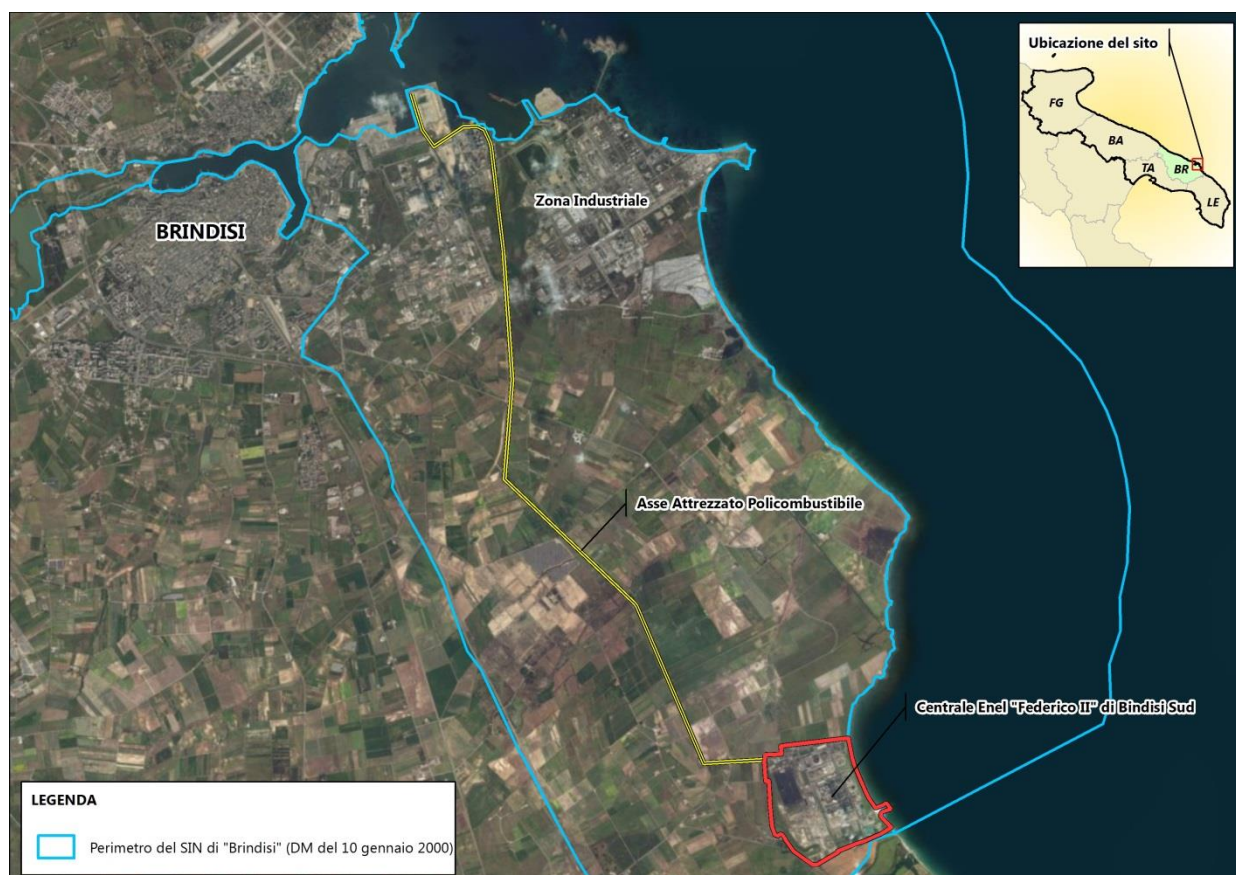 Ubicazione del sito
FG
BA
TA
BR
LE
Zona Industriale
BRINDISI
Asse Attrezzato Policombustibile
Centrale Enel "Federico II" di Bindisi Sud
LEGENDA
Perimetro del SIN di "Brindisi" (DM del 10 gennaio 2000)